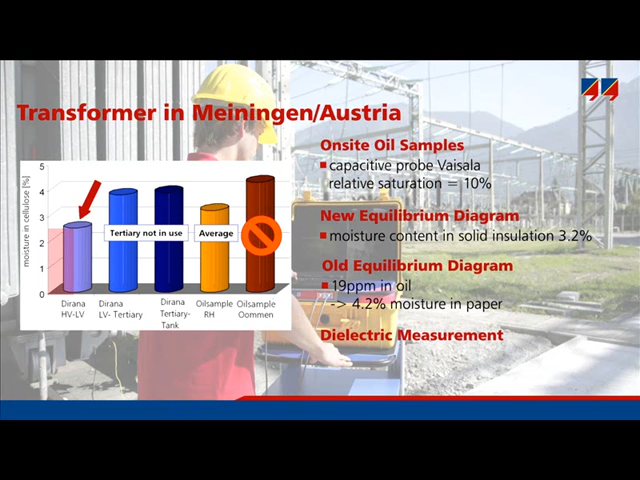 Transformer in Meiningen/Austria
5
4
3
2
1
0
moisture in cellulose [%]
Tertiary not in use
Average
Dirana
HV-LV
Dirana
LV- Tertiary
Dirana
Tertiary-
Tank
Oilsample
RH
Oilsample
Oommen
Onsite Oil Samples
capacitive probe Vaisala
relative saturation = 10%
New Equilibrium Diagram
moisture content in solid insulation 3.2%
Old Equilibrium Diagram
19ppm in oil
-> 4.2% moisture in paper
Dielectric Measurement